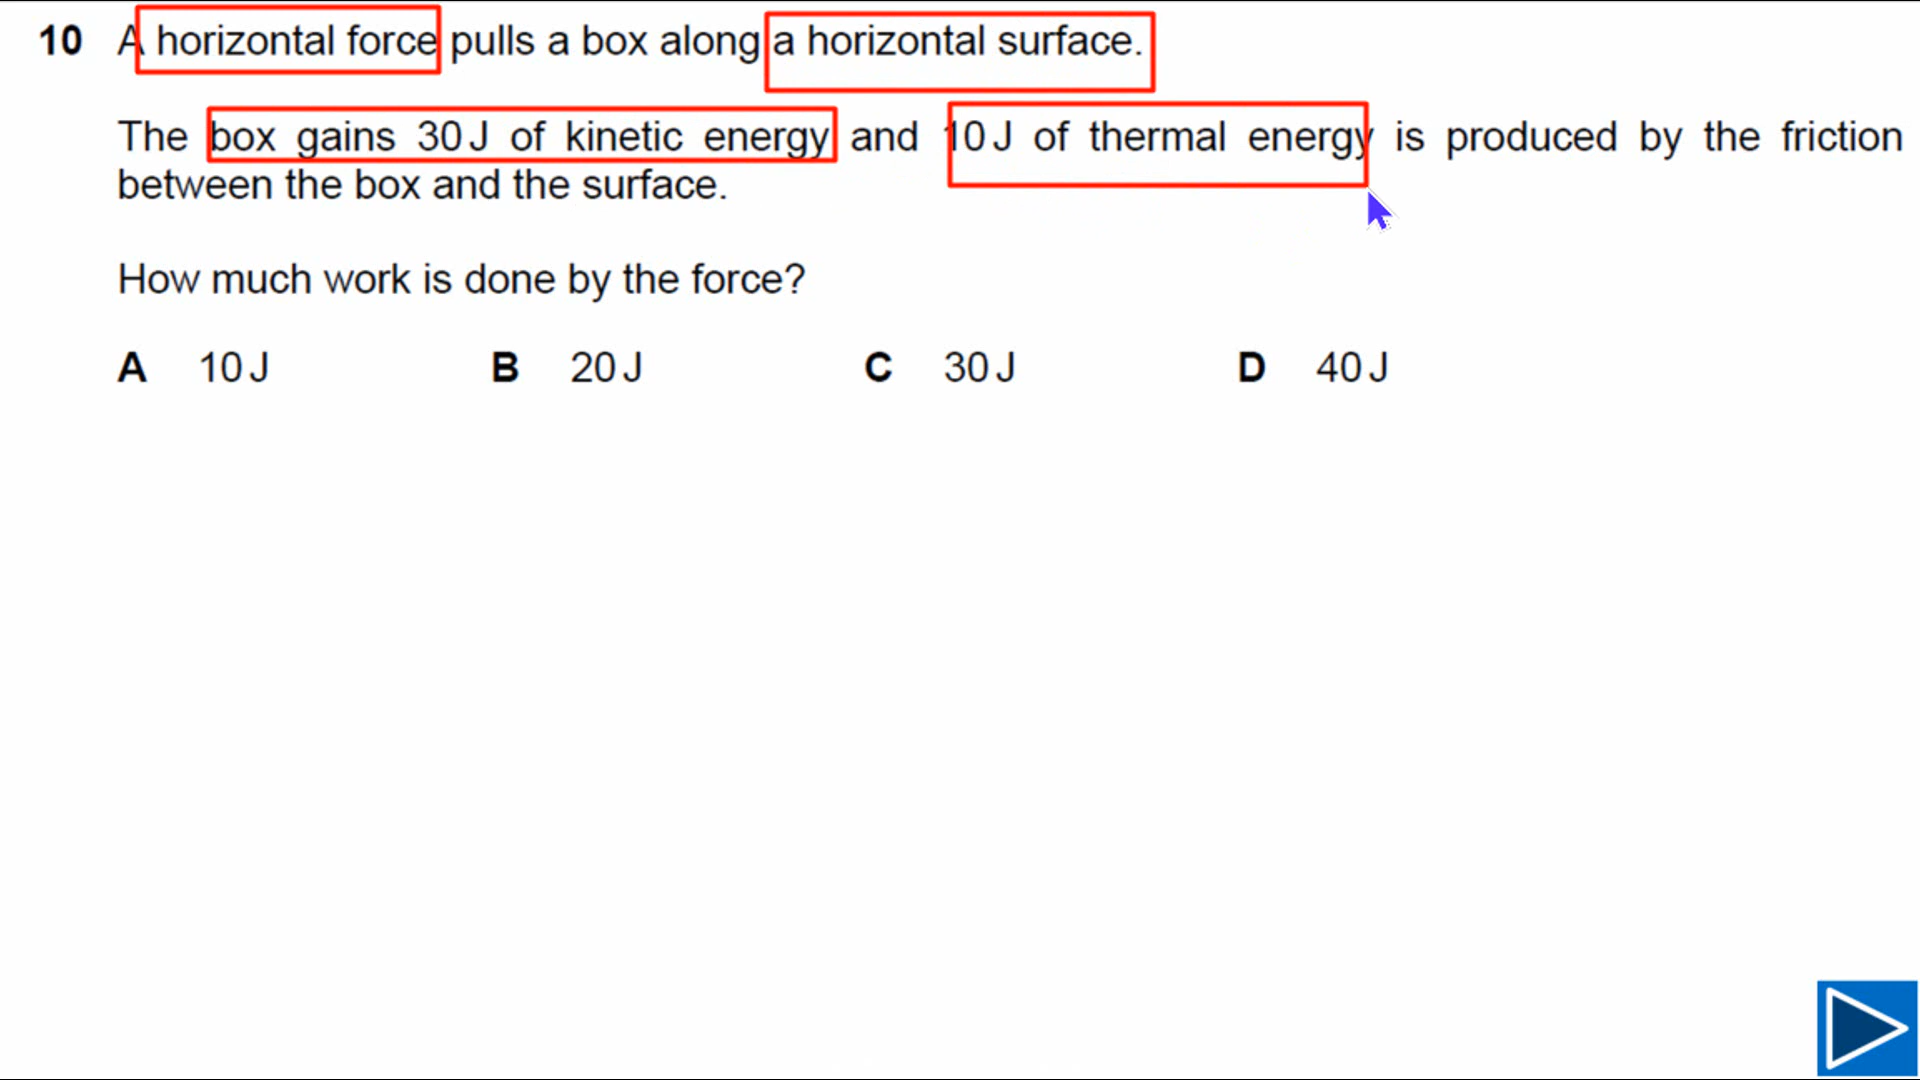 10 A horizontal force pulls a box along a horizontal surface.
The box gains 30 J of kinetic energy and 10 J of thermal energy is produced by the friction
between the box and the surface.
How much work is done by the force?
A 10 J B 20 J C 30 J D 40 J